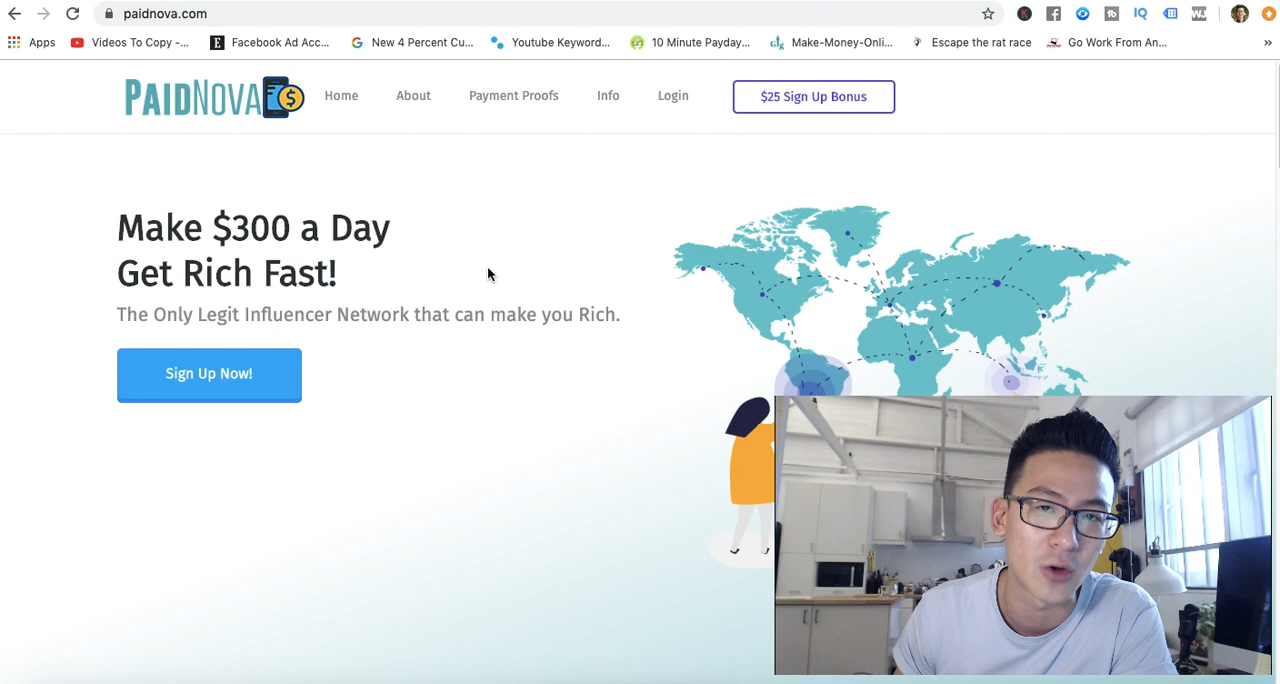 paidnova.com
Apps
Videos To Copy -...
Facebook Ad Acc...
New 4 Percent Cu...
Youtube Keyword...
10 Minute Payday...
Make-Money-Onli...
Escape the rat race
Go Work From An...
»
PAIDNOVA
Home
About
Payment Proofs
Info
Login
$25 Sign Up Bonus
Make $300 a Day
Get Rich Fast!
The Only Legit Influencer Network that can make you Rich.
Sign Up Now!